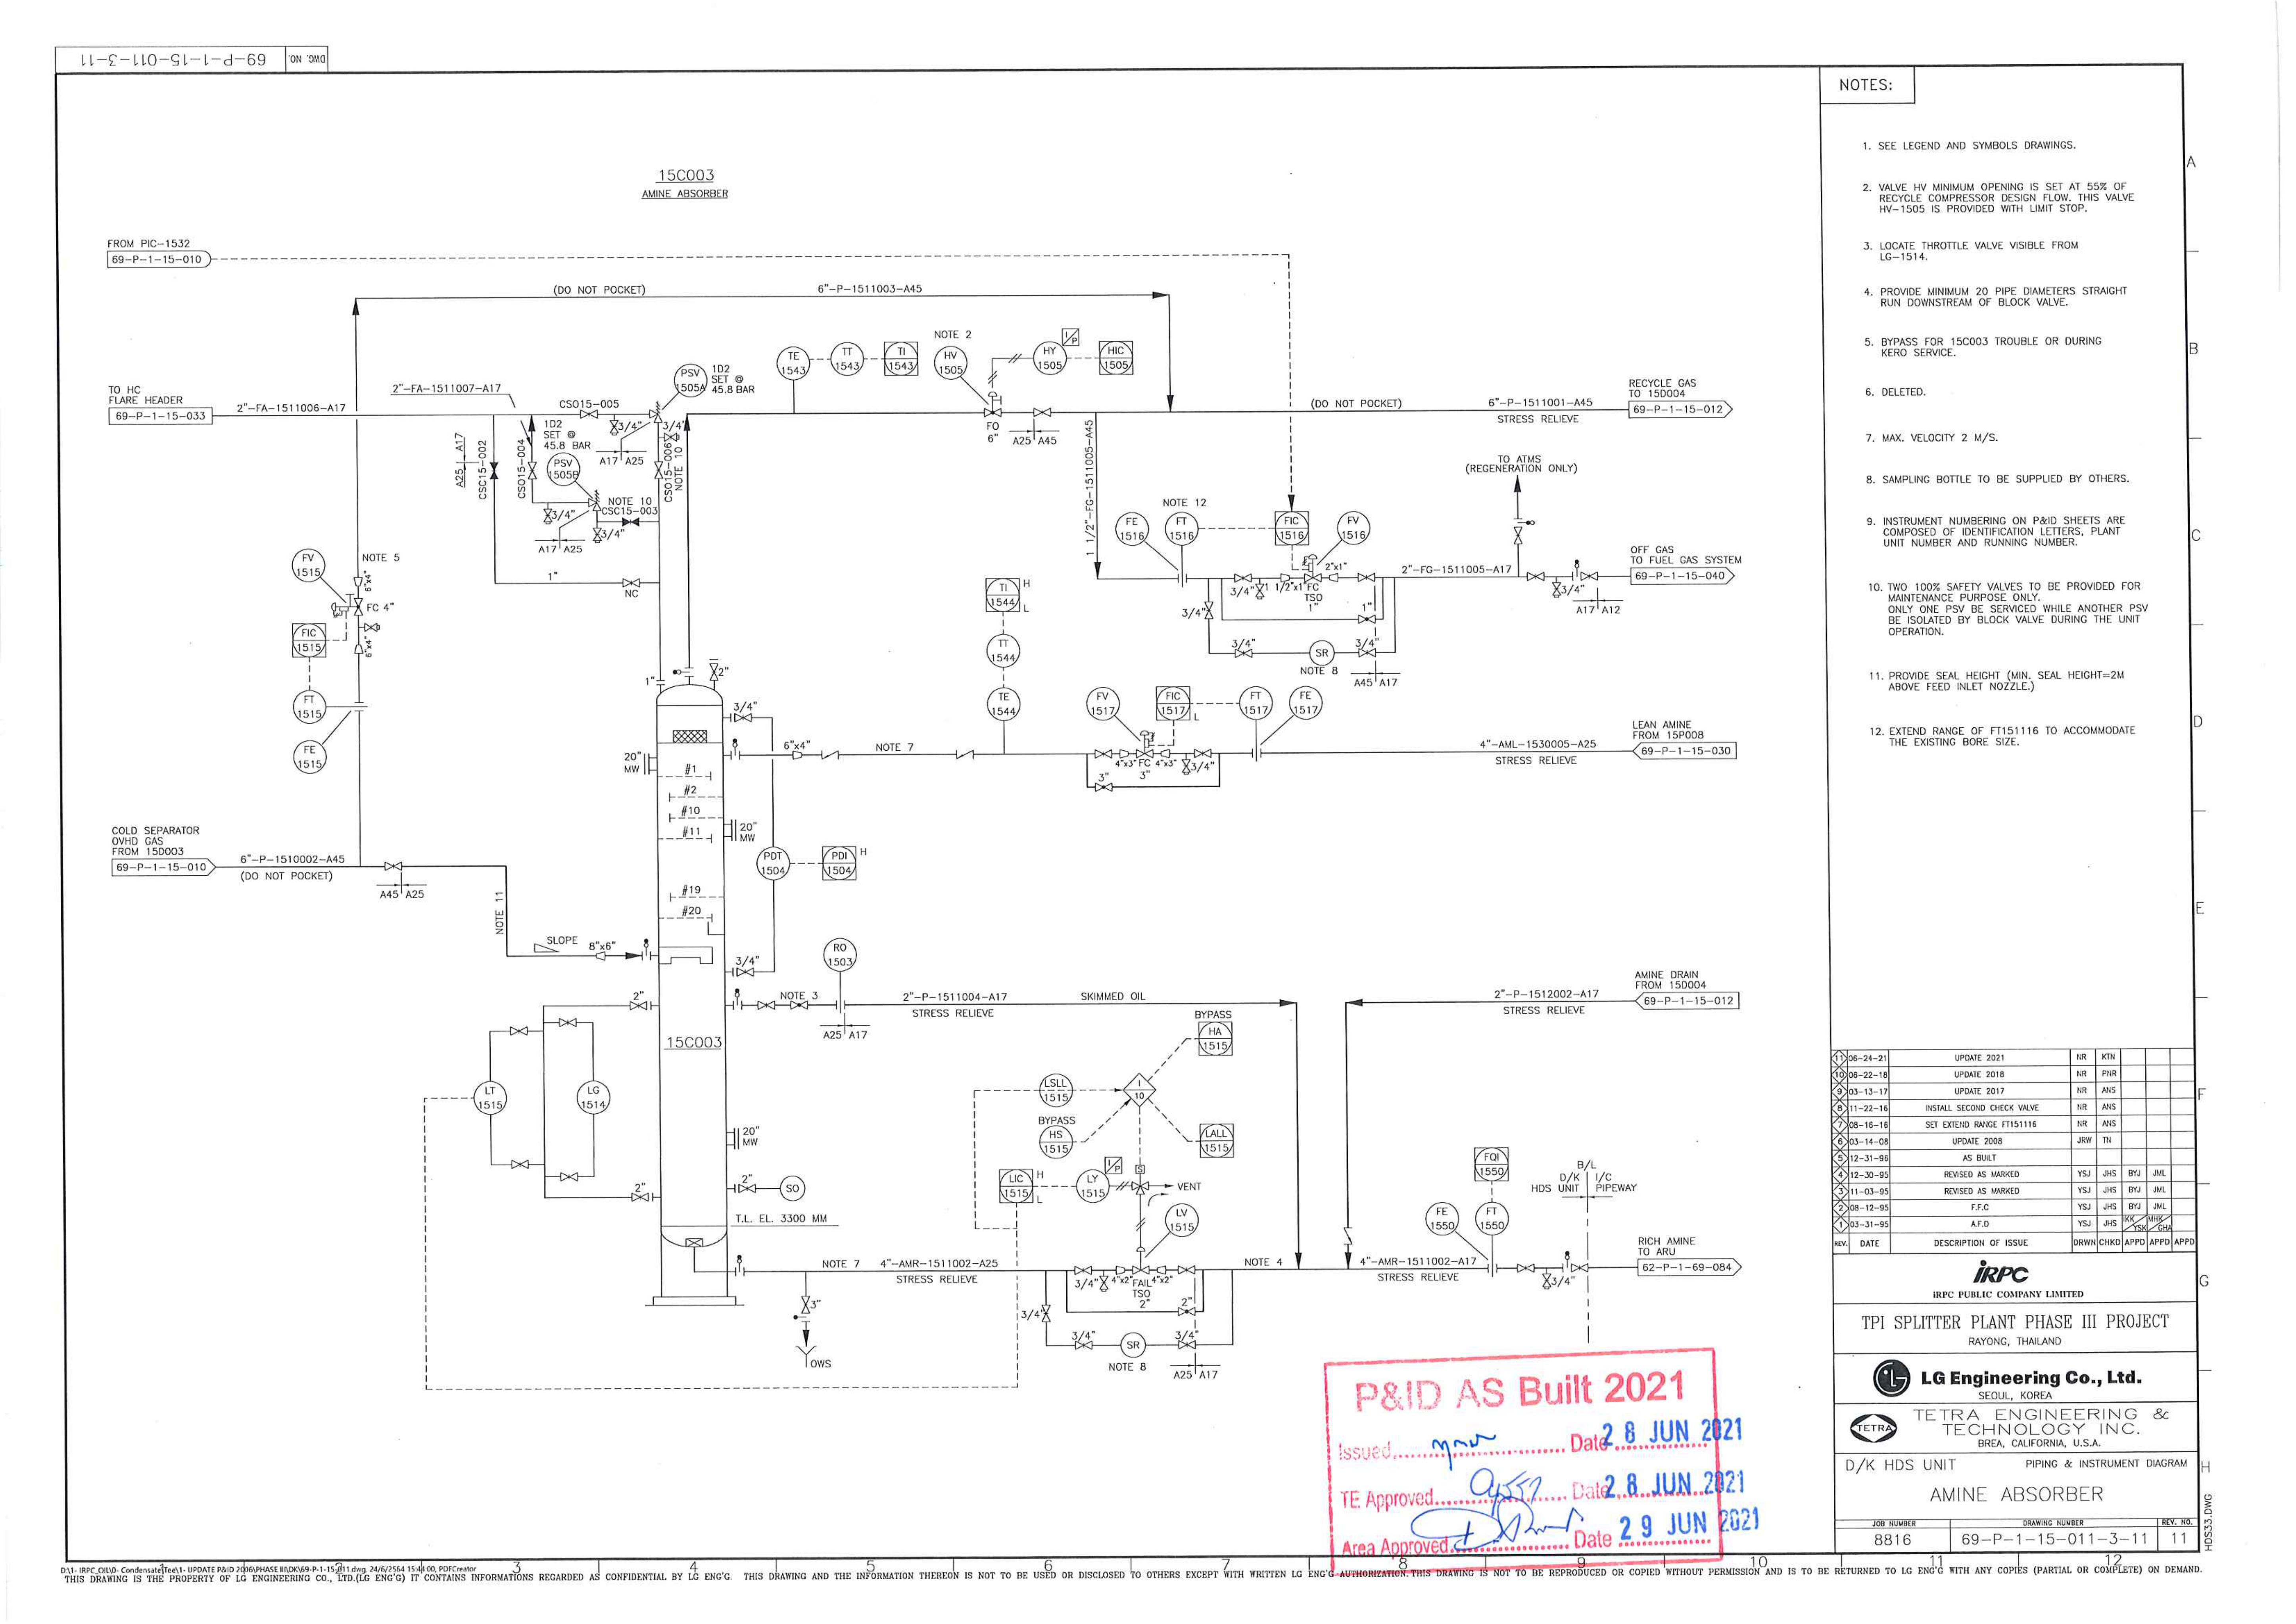 69-P-1-15-011-3-11
DWG. NO.
NOTES:
1. SEE LEGEND AND SYMBOLS DRAWINGS.
2. VALVE HV MINIMUM OPENING IS SET AT 55% OF
RECYCLE COMPRESSOR DESIGN FLOW. THIS VALVE
HV-1505 IS PROVIDED WITH LIMIT STOP.
3. LOCATE THROTTLE VALVE VISIBLE FROM
LG-1514.
4. PROVIDE MINIMUM 20 PIPE DIAMETERS STRAIGHT
RUN DOWNSTREAM OF BLOCK VALVE.
5. BYPASS FOR 15C003 TROUBLE OR DURING
KERO SERVICE.
6. DELETED.
7. MAX. VELOCITY 2 M/S.
8. SAMPLING BOTTLE TO BE SUPPLIED BY OTHERS.
9. INSTRUMENT NUMBERING ON P&ID SHEETS ARE
COMPOSED OF IDENTIFICATION LETTERS, PLANT
UNIT NUMBER AND RUNNING NUMBER.
10. TWO 100% SAFETY VALVES TO BE PROVIDED FOR
MAINTENANCE PURPOSE ONLY.
ONLY ONE PSV BE SERVICED WHILE ANOTHER PSV
BE ISOLATED BY BLOCK VALVE DURING THE UNIT
OPERATION.
11. PROVIDE SEAL HEIGHT (MIN. SEAL HEIGHT=2M
ABOVE FEED INLET NOZZLE.)
12. EXTEND RANGE OF FT151116 TO ACCOMMODATE
THE EXISTING BORE SIZE.
15C003
AMINE ABSORBER
FROM PIC-1532
69-P-1-15-010
(DO NOT POCKET) 6"-P-1511003-A45
TO HC
FLARE HEADER
69-P-1-15-033
2"-FA-1511006-A17
2"-FA-1511007-A17
CSO15-005
PSV
1505A
1D2
SET @
45.8 BAR
3/4"
3/4"
A17 A25
1D2
SET @
45.8 BAR
PSV
1505B
NOTE 10
CSC15-003
3/4"
3/4"
A17 A25
A25 A17
CSC15-002
CSO15-004
CSO15-006
NOTE 10
1"
NC
TE
1543
TT
1543
TI
1543
NOTE 2
HV
1505
HY
1505
I/P
HIC
1505
FO
6"
A25 A45
(DO NOT POCKET)
6"-P-1511001-A45
STRESS RELIEVE
RECYCLE GAS
TO 15D004
69-P-1-15-012
1 1/2"-FG-1511005-A45
TO ATMS
(REGENERATION ONLY)
NOTE 12
FE
1516
FT
1516
FIC
1516
FV
1516
2"x1"
3/4"
1 1/2"x1"
FC
TSO
1"
1"
2"-FG-1511005-A17
OFF GAS
TO FUEL GAS SYSTEM
69-P-1-15-040
3/4"
A17 A12
3/4"
3/4"
SR
3/4"
NOTE 8
A45 A17
FV
1515
NOTE 5
6"x4"
FC 4"
FIC
1515
6"x4"
FT
1515
FE
1515
TI
1544
H
L
TT
1544
TE
1544
FV
1517
FIC
1517
L
FT
1517
FE
1517
1"
2"
3/4"
20"
MW
6"x4"
NOTE 7
4"x3" FC 4"x3"
3"
3/4"
3"
4"-AML-1530005-A25
STRESS RELIEVE
LEAN AMINE
FROM 15P008
69-P-1-15-030
#1
#2
#10
#11
20"
MW
PDT
1504
PDI
1504
H
#19
#20
COLD SEPARATOR
OVHD GAS
FROM 15D003
69-P-1-15-010
6"-P-1510002-A45
(DO NOT POCKET)
A45 A25
NOTE 11
SLOPE
8"x6"
3/4"
RO
1503
2"
NOTE 3
A25 A17
2"-P-1511004-A17
STRESS RELIEVE
SKIMMED OIL
2"-P-1512002-A17
STRESS RELIEVE
AMINE DRAIN
FROM 15D004
69-P-1-15-012
15C003
LT
1515
LG
1514
2"
20"
MW
2"
SO
T.L. EL. 3300 MM
BYPASS
HA
1515
LSLL
1515
I
10
BYPASS
HS
1515
LALL
1515
LIC
1515
H
L
LY
1515
I/P
S
VENT
LV
1515
NOTE 7
4"-AMR-1511002-A25
STRESS RELIEVE
3"
OWS
3/4"
4"x2" FAIL 4"x2"
TSO
2"
2"
3/4"
3/4"
SR
3/4"
NOTE 8
A25 A17
NOTE 4
4"-AMR-1511002-A17
STRESS RELIEVE
FE
1550
FQI
1550
FT
1550
B/L
D/K I/C
HDS UNIT PIPEWAY
3/4"
RICH AMINE
TO ARU
62-P-1-69-084
P&ID AS Built 2021
Issued Date 28 JUN 2021
TE Approved Date 28 JUN 2021
Area Approved Date 29 JUN 2021
11 06-24-21 UPDATE 2021 NR KTN
10 06-22-18 UPDATE 2018 NR PNR
9 03-13-17 UPDATE 2017 NR ANS
8 11-22-16 INSTALL SECOND CHECK VALVE NR ANS
7 08-16-16 SET EXTEND RANGE FT151116 NR ANS
6 03-14-08 UPDATE 2008 JRW TN
5 12-31-96 AS BUILT
4 12-30-95 REVISED AS MARKED YSJ JHS BYJ JML
3 11-03-95 REVISED AS MARKED YSJ JHS BYJ JML
2 08-12-95 F.F.C YSJ JHS BYJ JML
1 03-31-95 A.F.D YSJ JHS IKK YSK MHK GHA
REV. DATE DESCRIPTION OF ISSUE DRWN CHKD APPD APPD APPD
IRPC
IRPC PUBLIC COMPANY LIMITED
TPI SPLITTER PLANT PHASE III PROJECT
RAYONG, THAILAND
LG Engineering Co., Ltd.
SEOUL, KOREA
TETRA
TETRA ENGINEERING &
TECHNOLOGY INC.
BREA, CALIFORNIA, U.S.A.
D/K HDS UNIT PIPING & INSTRUMENT DIAGRAM
AMINE ABSORBER
JOB NUMBER DRAWING NUMBER REV. NO.
8816 69-P-1-15-011-3-11 11
HDS33.DWG
A
B
C
D
E
F
G
H
3 4 5 6 7 8 9 10 11 12
THIS DRAWING IS THE PROPERTY OF LG ENGINEERING CO., LTD.(LG ENG'G) IT CONTAINS INFORMATIONS REGARDED AS CONFIDENTIAL BY LG ENG'G. THIS DRAWING AND THE INFORMATION THEREON IS NOT TO BE USED OR DISCLOSED TO OTHERS EXCEPT WITH WRITTEN LG ENG'G AUTHORIZATION. THIS DRAWING IS NOT TO BE REPRODUCED OR COPIED WITHOUT PERMISSION AND IS TO BE RETURNED TO LG ENG'G WITH ANY COPIES (PARTIAL OR COMPLETE) ON DEMAND.